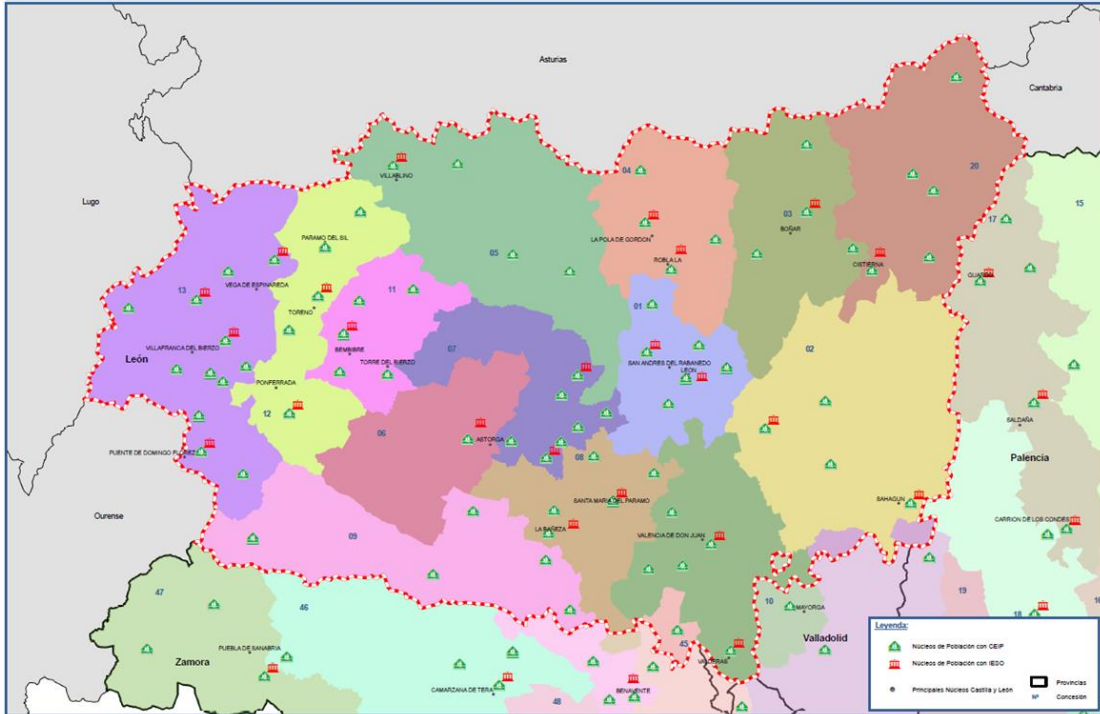 Asturias
Cantabria
20
04
VILLABLINO
Lugo
17
15
03
PARAMO DEL SIL
LA POLA DE GORDON
BOÑAR
05
ROBLA LA
CISTIERNA
GUARDO
VEGA DE ESPINAREDA
13
11
01
TORENO
02
VILLAFRANCA DEL BIERZO
BEMBIBRE
07
León
TORRE DEL BIERZO
SAN ANDRES DEL RABANEDO
LEON
PONFERRADA
12
SALDAÑA
06
ASTORGA
PUENTE DE DOMINGO FLOREZ
08
Palencia
SANTA MARIA DEL PARAMO
SAHAGUN
Ourense
LA BAÑEZA
CARRION DE LOS CONDES
09
VALENCIA DE DON JUAN
47
46
10
19
MAYORGA
18
16
Valladolid
PUEBLA DE SANABRIA
Zamora
45
VALDERAS
CAMARZANA DE TERA
BENAVENTE
48
Leyenda:
Núcleos de Población con CEIP
Núcleos de Población con IESO
Principales Núcleos Castilla y León
Provincias
Nº Concesión